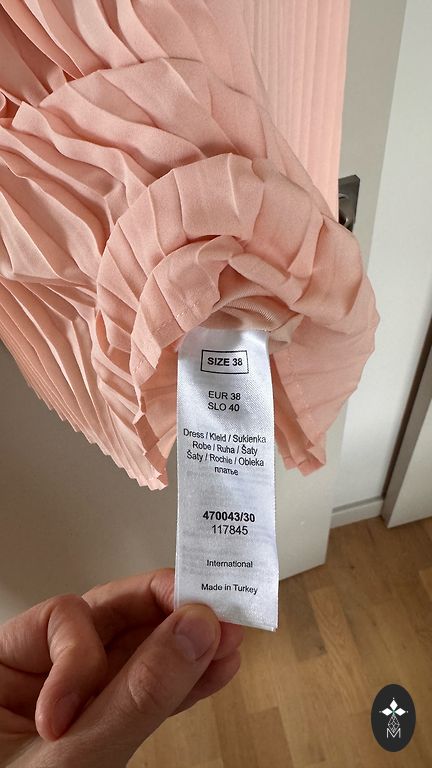 SIZE 38
EUR 38
SLO 40
Dress / Kleid / Sukienka
Robe / Ruha / Šaty
Šaty / Rochie / Obleka
платье
470043/30
117845
International
Made in Turkey